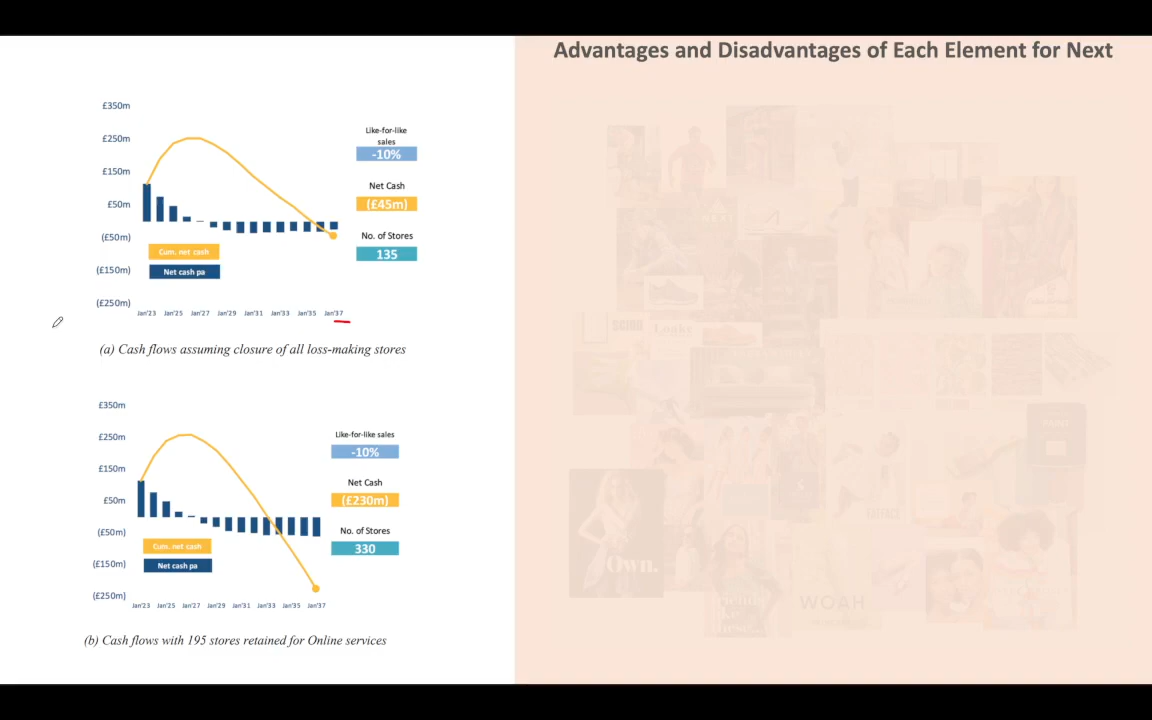 Advantages and Disadvantages of Each Element for Next
£350m
£250m
£150m
£50m
(£50m)
(£150m)
(£250m)
Cum. net cash
Net cash pa
Jan'23 Jan'25 Jan'27 Jan'29 Jan'31 Jan'33 Jan'35 Jan'37
Like-for-like
sales
-10%
Net Cash
(£45m)
No. of Stores
135
(a) Cash flows assuming closure of all loss-making stores
£350m
£250m
£150m
£50m
(£50m)
(£150m)
(£250m)
Cum. net cash
Net cash pa
Jan'23 Jan'25 Jan'27 Jan'29 Jan'31 Jan'33 Jan'35 Jan'37
Like-for-like sales
-10%
Net Cash
(£230m)
No. of Stores
330
(b) Cash flows with 195 stores retained for Online services
Own.
WOAH